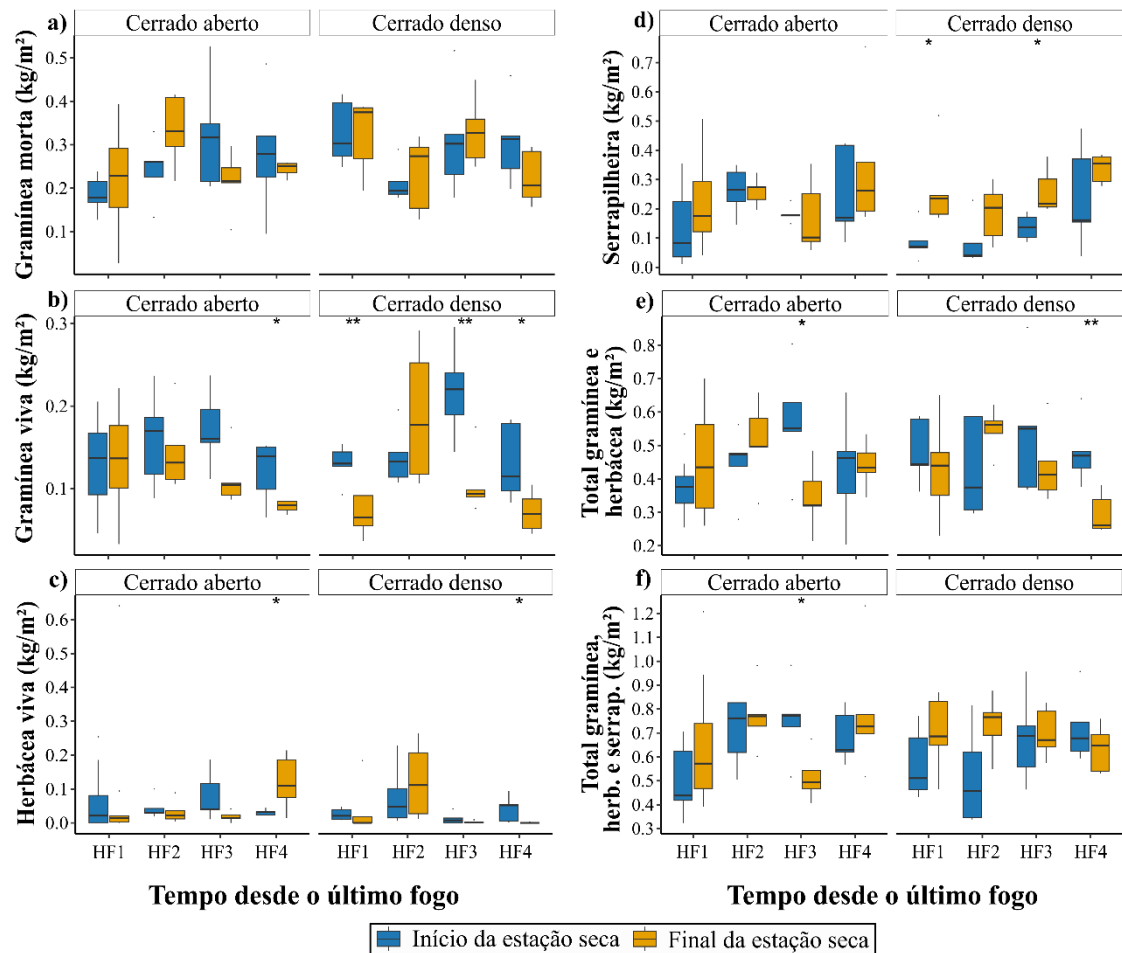 a)
Cerrado aberto
Cerrado denso
Gramínea morta (kg/m²)
0.5
0.4
0.3
0.2
0.1
b)
Cerrado aberto
Cerrado denso
Gramínea viva (kg/m²)
0.3
0.2
0.1
*
**
**
*
c)
Cerrado aberto
Cerrado denso
Herbácea viva (kg/m²)
0.6
0.5
0.4
0.3
0.2
0.1
0.0
*
*
HF1 HF2 HF3 HF4
HF1 HF2 HF3 HF4
Tempo desde o último fogo
d)
Cerrado aberto
Cerrado denso
Serrapilheira (kg/m²)
0.7
0.6
0.5
0.4
0.3
0.2
0.1
0.0
*
*
e)
Cerrado aberto
Cerrado denso
Total gramínea e
herbácea (kg/m²)
0.8
0.7
0.6
0.5
0.4
0.3
0.2
*
**
f)
Cerrado aberto
Cerrado denso
Total gramínea,
herb. e serrap. (kg/m²)
1.2
1.2
1.0
0.9
0.8
0.7
0.6
0.5
0.4
0.3
*
HF1 HF2 HF3 HF4
HF1 HF2 HF3 HF4
Tempo desde o último fogo
Início da estação seca
Final da estação seca